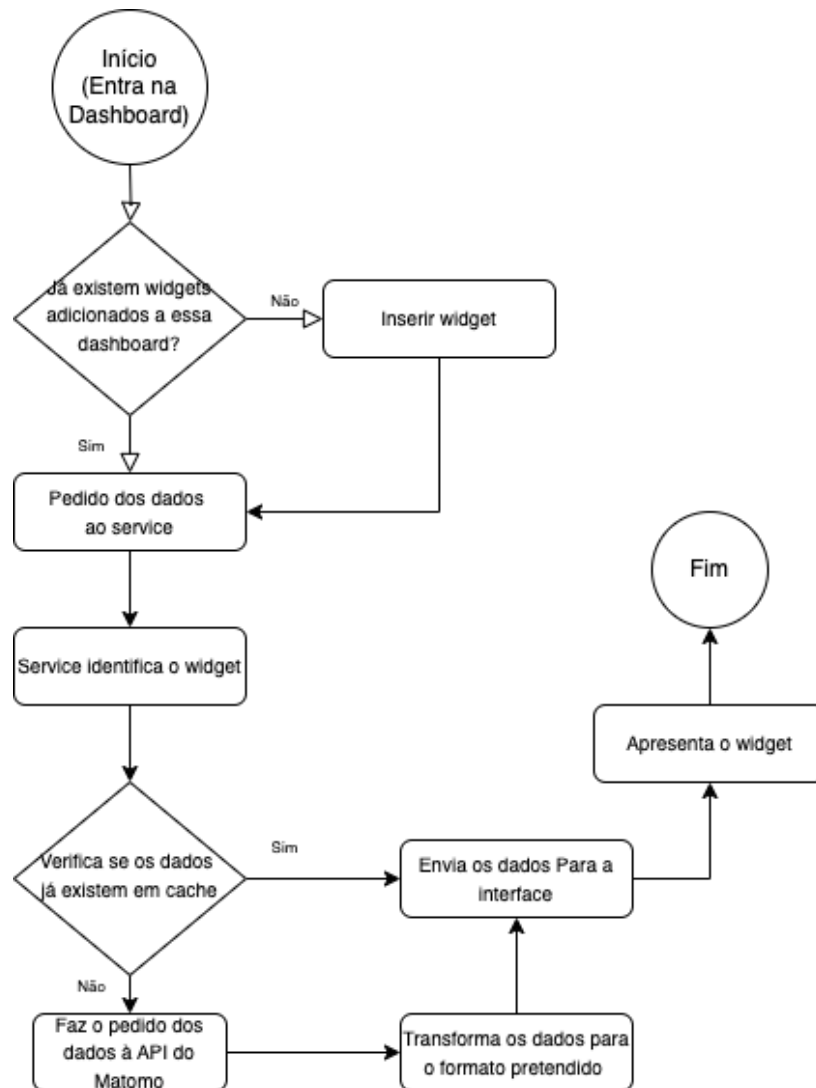 Início
(Entra na
Dashboard)
Já existem widgets
adicionados a essa
dashboard?
Não
Inserir widget
Sim
Pedido dos dados
ao service
Service identifica o widget
Fim
Apresenta o widget
Verifica se os dados
já existem em cache
Sim
Envia os dados Para a
interface
Não
Faz o pedido dos
dados à API do
Matomo
Transforma os dados para
o formato pretendido